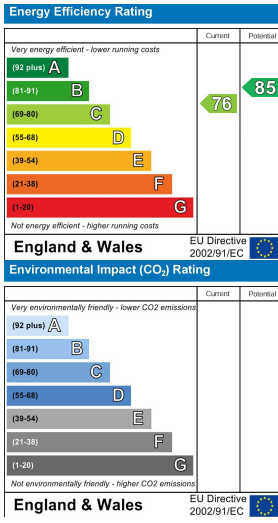 Energy Efficiency Rating
Current Potential
Very energy efficient - lower running costs
(92 plus) A
(81-91) B
(69-80) C
(55-68) D
(39-54) E
(21-38) F
(1-20) G
76
85
Not energy efficient - higher running costs
England & Wales
EU Directive
2002/91/EC
Environmental Impact (CO₂) Rating
Current Potential
Very environmentally friendly - lower CO2 emissions
(92 plus) A
(81-91) B
(69-80) C
(55-68) D
(39-54) E
(21-38) F
(1-20) G
Not environmentally friendly - higher CO2 emissions
England & Wales
EU Directive
2002/91/EC